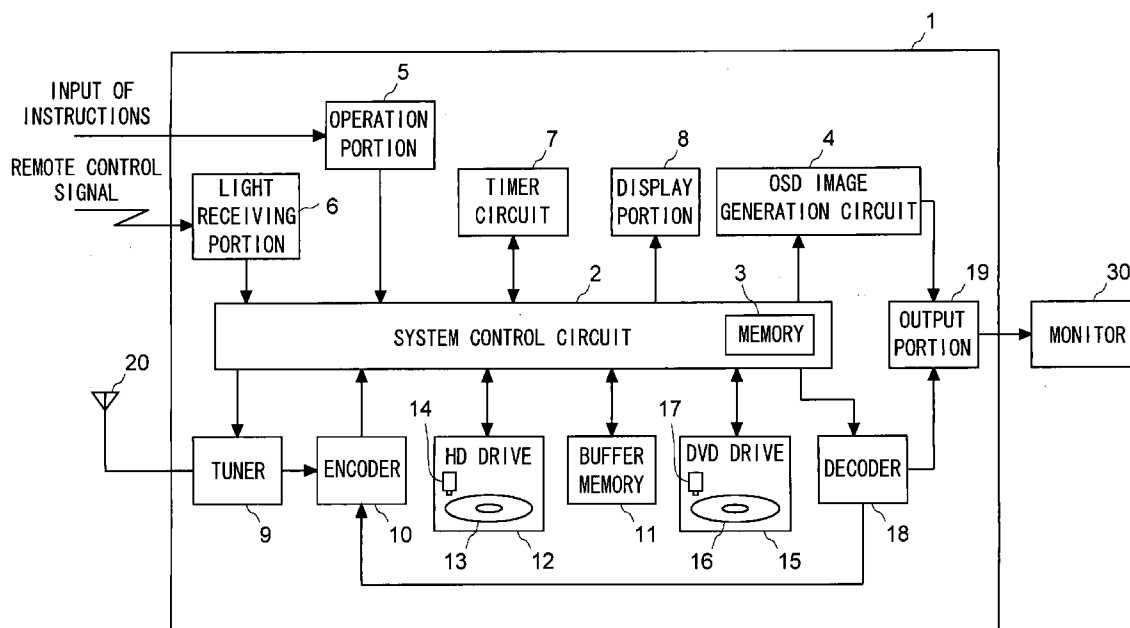 1
INPUT OF
INSTRUCTIONS
5
OPERATION
PORTION
REMOTE CONTROL
SIGNAL
LIGHT
RECEIVING
PORTION
6
7
TIMER
CIRCUIT
8
DISPLAY
PORTION
4
OSD IMAGE
GENERATION CIRCUIT
2
SYSTEM CONTROL CIRCUIT
3
MEMORY
19
OUTPUT
PORTION
30
MONITOR
20
TUNER
9
ENCODER
10
14
HD DRIVE
13
12
BUFFER
MEMORY
11
17
DVD DRIVE
16
15
DECODER
18